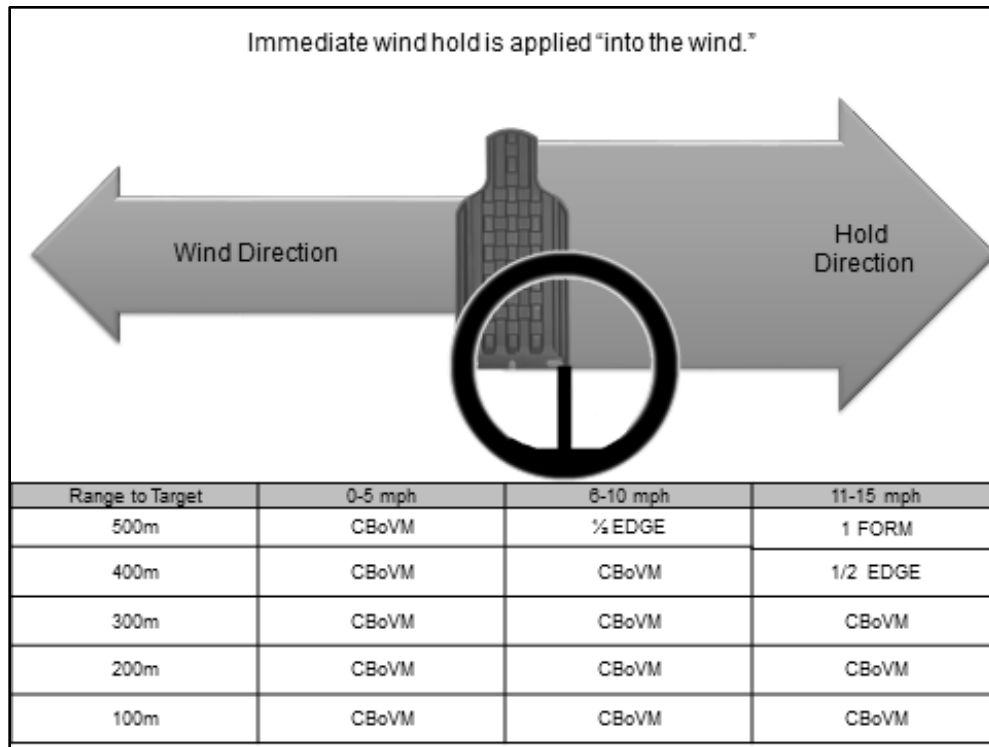 Immediate wind hold is applied “into the wind.”
Wind Direction
Hold
Direction
Range to Target 0-5 mph 6-10 mph 11-15 mph
500m CBoVM ½ EDGE 1 FORM
400m CBoVM CBoVM 1/2 EDGE
300m CBoVM CBoVM CBoVM
200m CBoVM CBoVM CBoVM
100m CBoVM CBoVM CBoVM